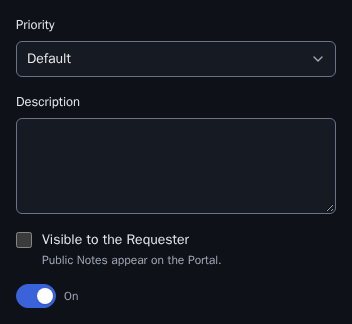 Priority
Default
Description
Visible to the Requester
Public Notes appear on the Portal.
On